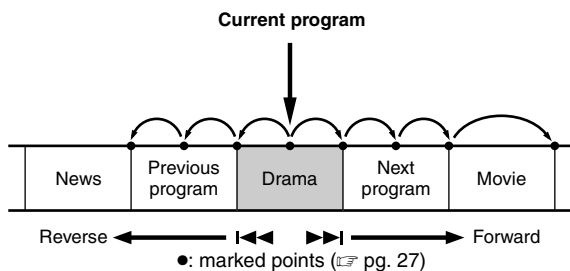 Current program
News
Previous
program
Drama
Next
program
Movie
Reverse
Forward
●: marked points (☞ pg. 27)